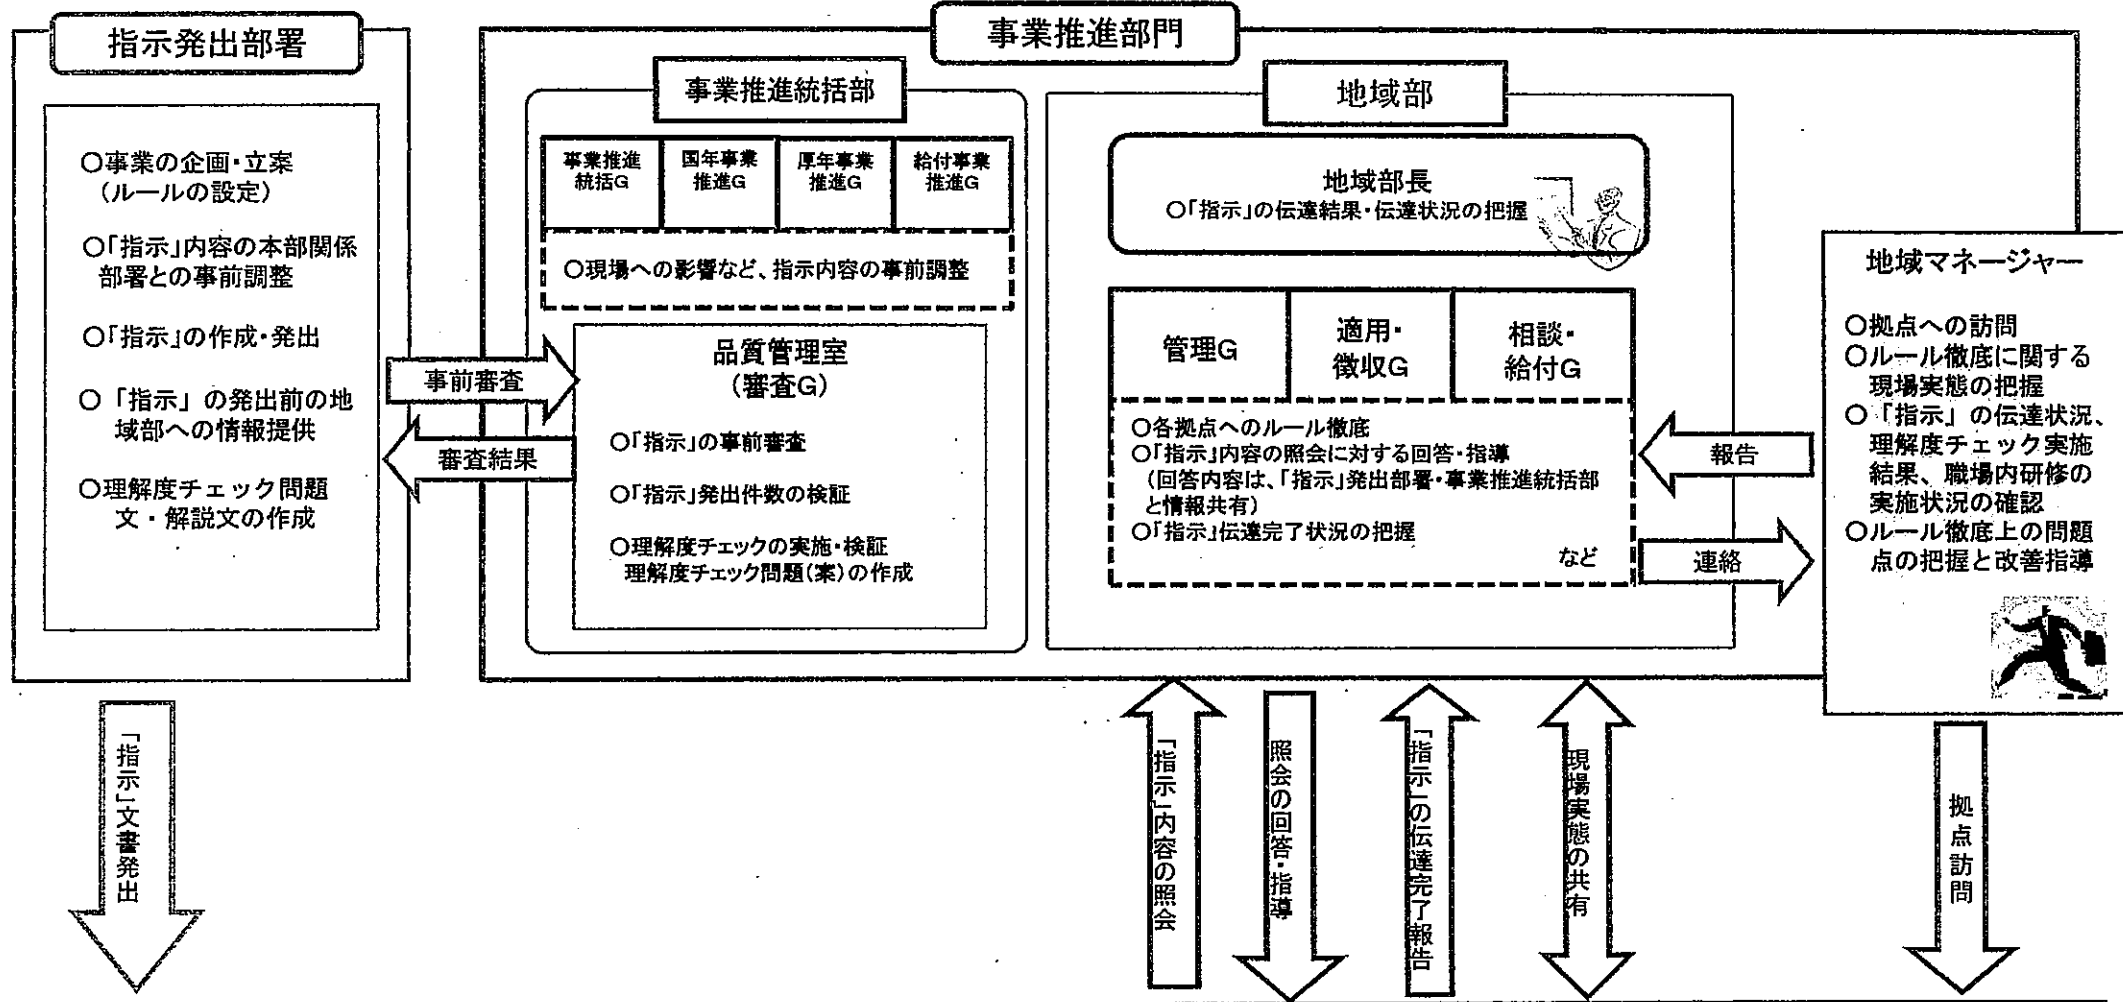 指示発出部署
〇事業の企画・立案
(ルールの設定)
〇「指示」内容の本部関係
部署との事前調整
〇「指示」の作成・発出
〇「指示」の発出前の地
域部への情報提供
〇理解度チェック問題
文・解説文の作成
事前審査
審査結果
事業推進部門
事業推進統括部
事業推進
統括G
国年事業
推進G
厚年事業
推進G
給付事業
推進G
〇現場への影響など、指示内容の事前調整
品質管理室
(審査G)
〇「指示」の事前審査
〇「指示」発出件数の検証
〇理解度チェックの実施・検証
理解度チェック問題(案)の作成
地域部
地域部長
〇「指示」の伝達結果・伝達状況の把握
管理G
適用・
徴収G
相談・
給付G
〇各拠点へのルール徹底
〇「指示」内容の照会に対する回答・指導
(回答内容は、「指示」発出部署・事業推進統括部
と情報共有)
〇「指示」伝達完了状況の把握
など
報告
連絡
地域マネージャー
〇拠点への訪問
〇ルール徹底に関する
現場実態の把握
〇「指示」の伝達状況、
理解度チェック実施
結果、職場内研修の
実施状況の確認
〇ルール徹底上の問題
点の把握と改善指導
「指示」文書発出
「指示」内容の照会
照会の回答・指導
「指示」の伝達完了報告
現場実態の共有
拠点訪問